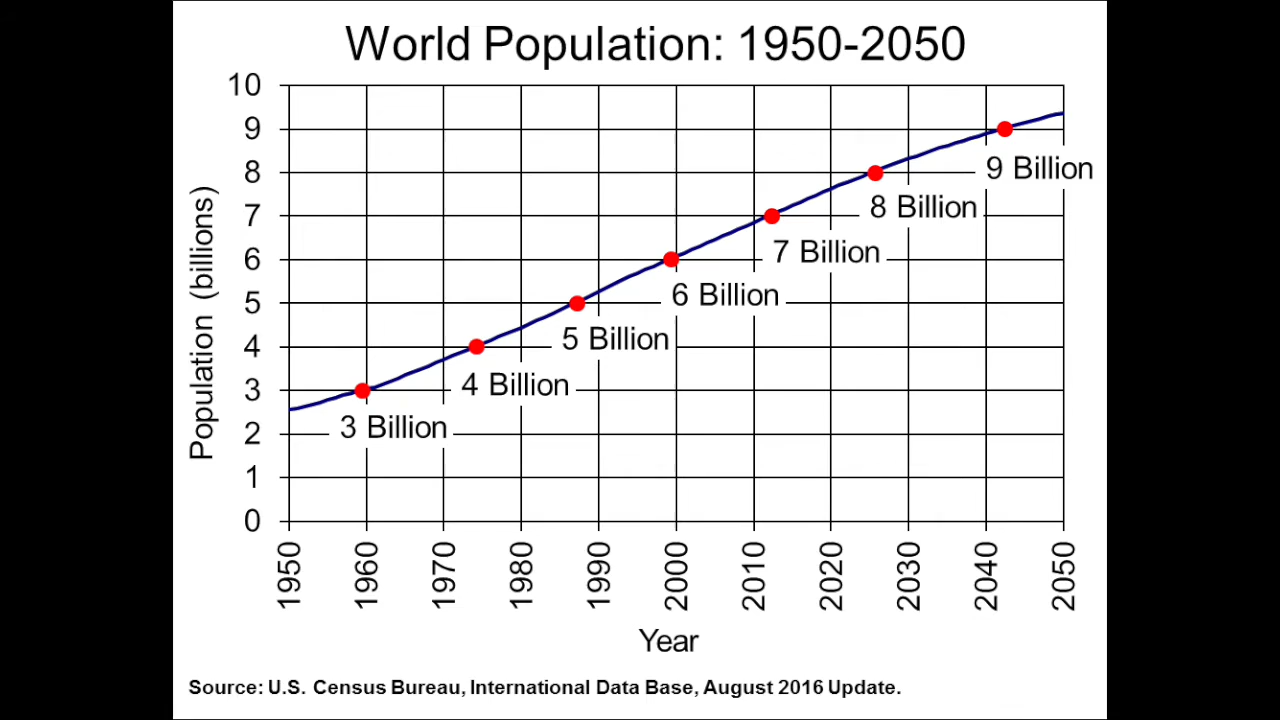 World Population: 1950-2050
10
9
8
7
6
5
4
3
2
1
0
Population (billions)
9 Billion
8 Billion
7 Billion
6 Billion
5 Billion
4 Billion
3 Billion
1950 1960 1970 1980 1990 2000 2010 2020 2030 2040 2050
Year
Source: U.S. Census Bureau, International Data Base, August 2016 Update.